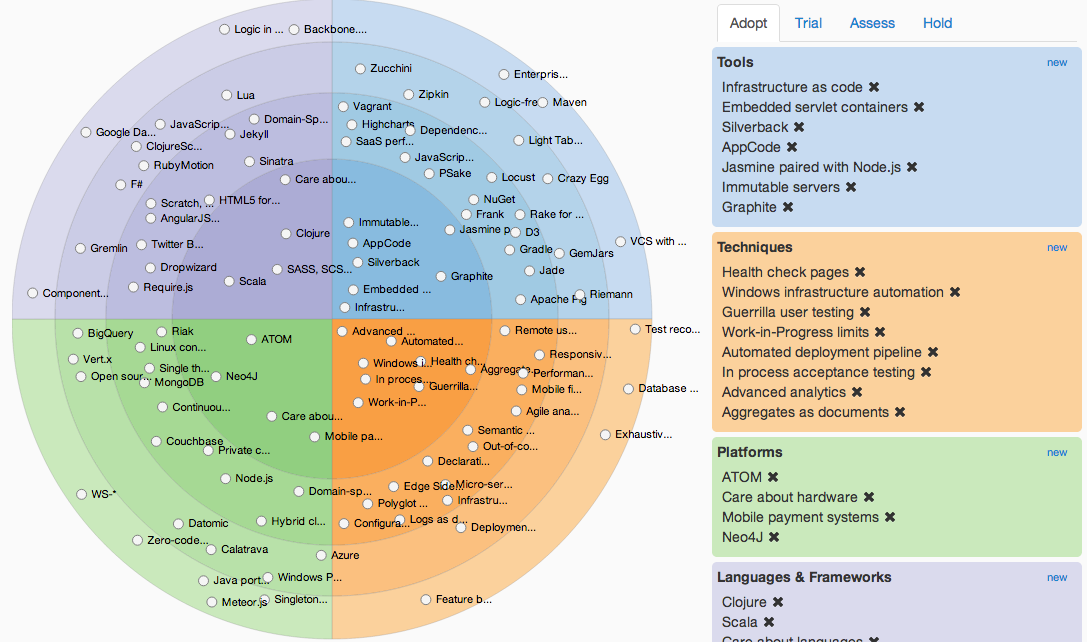 Logic in ...
Backbone....
Zucchini
Enterpris...
Lua
Zipkin
Logic-fre
Maven
Vagrant
Google Da...
JavaScrip...
Domain-Sp...
Highcharts
Dependenc...
Jekyll
ClojureSc...
SaaS perf...
Light Tab...
RubyMotion
Sinatra
JavaScrip...
F#
Care abou...
PSake
Locust
Crazy Egg
Scratch, ...
HTML5 for...
NuGet
AngularJS...
Immutable...
Frank
Rake for ...
Clojure
Jasmine p
D3
Gremlin
Twitter B...
AppCode
Gradle
GemJars
VCS with ...
Dropwizard
SASS, SCS...
Silverback
Graphite
Jade
Require.js
Scala
Embedded ...
Component...
Infrastru...
Apache Pig
Riemann
BigQuery
Riak
ATOM
Advanced ...
Automated...
Remote us...
Test reco...
Linux con...
Vert.x
Single th...
Windows i...
Health ch...
Aggregate...
Responsiv...
Open sour...
MongoDB
Neo4J
In proces...
Guerrilla...
Performan...
Mobile fi...
Database ...
Continuou...
Care abou...
Work-in-P...
Agile ana...
Couchbase
Private c...
Mobile pa...
Semantic ...
Out-of-co...
Exhaustiv...
Node.js
Declarati...
WS-*
Domain-sp...
Edge Side...
Micro-ser...
Polyglot ...
Infrastru...
Datomic
Hybrid cl...
Configura...
Logs as d...
Deploymen...
Zero-code...
Calatrava
Azure
Java port...
Windows P...
Meteor.js
Singleton...
Feature b...
Adopt Trial Assess Hold
Tools new
Infrastructure as code ✖
Embedded servlet containers ✖
Silverback ✖
AppCode ✖
Jasmine paired with Node.js ✖
Immutable servers ✖
Graphite ✖
Techniques new
Health check pages ✖
Windows infrastructure automation ✖
Guerrilla user testing ✖
Work-in-Progress limits ✖
Automated deployment pipeline ✖
In process acceptance testing ✖
Advanced analytics ✖
Aggregates as documents ✖
Platforms new
ATOM ✖
Care about hardware ✖
Mobile payment systems ✖
Neo4J ✖
Languages & Frameworks new
Clojure ✖
Scala ✖
Care about languages ✖